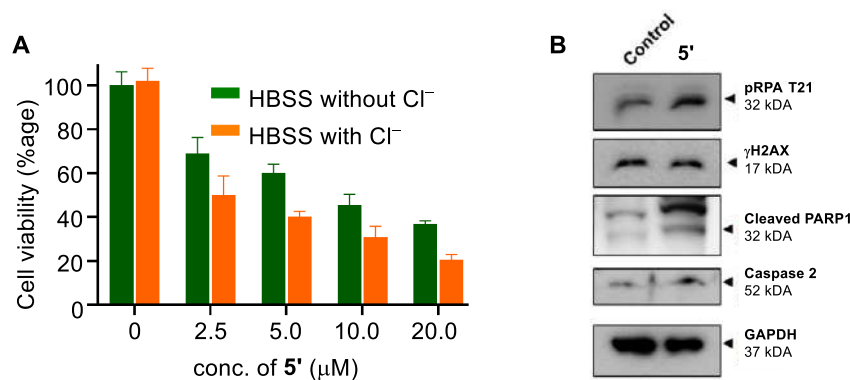 A
Cell viability (%age)
100
80
60
40
20
0
HBSS without Cl⁻
HBSS with Cl⁻
0 2.5 5.0 10.0 20.0
conc. of 5' (μM)
B
Control 5'
pRPA T21
32 kDA
γH2AX
17 kDA
Cleaved PARP1
32 kDA
Caspase 2
52 kDA
GAPDH
37 kDA